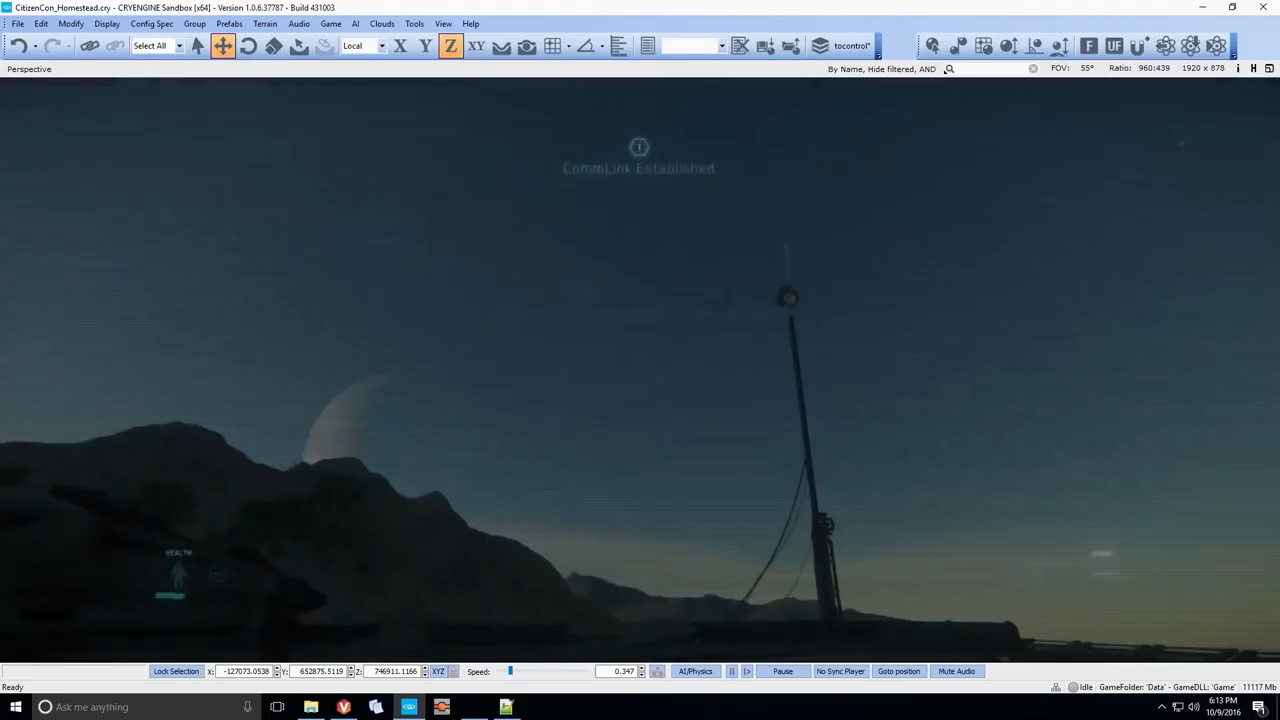 CitizenCon_Homestead.cry - CRYENGINE Sandbox [x64] - Version 1.0.6.37787 - Build 431003
File Edit Modify Display Config Spec Group Prefabs Terrain Audio Game AI Clouds Tools View Help
Select All Local X Y Z XY tocontrol* F UF
Perspective By Name, Hide filtered, AND FOV: 55° Ratio: 960:439 1920 x 878 i H
CommLink Established
HEALTH
Lock Selection X: -127073.0538 Y: 652875.5119 Z: 746911.1166 XYZ Speed: 0.347 AI/Physics Pause No Sync Player Goto position Mute Audio
Ready Idle GameFolder: 'Data' - GameDLL: 'Game' 11117 Mb
Ask me anything 6:13 PM
10/9/2016